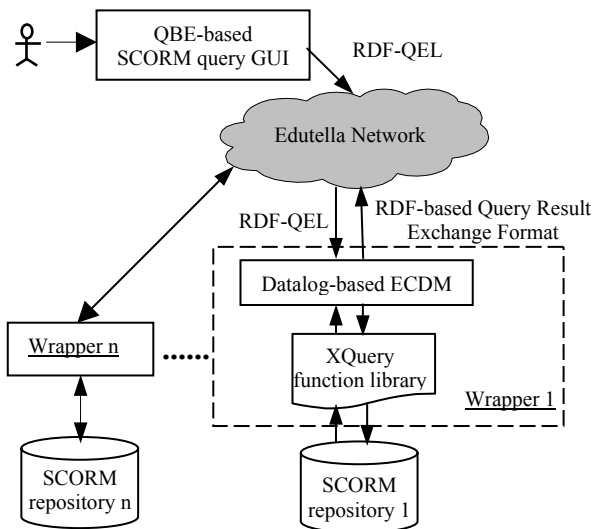 QBE-based
SCORM query GUI
RDF-QEL
Edutella Network
RDF-QEL
RDF-based Query Result
Exchange Format
Datalog-based ECDM
Wrapper n
XQuery
function library
Wrapper 1
SCORM
repository n
SCORM
repository 1